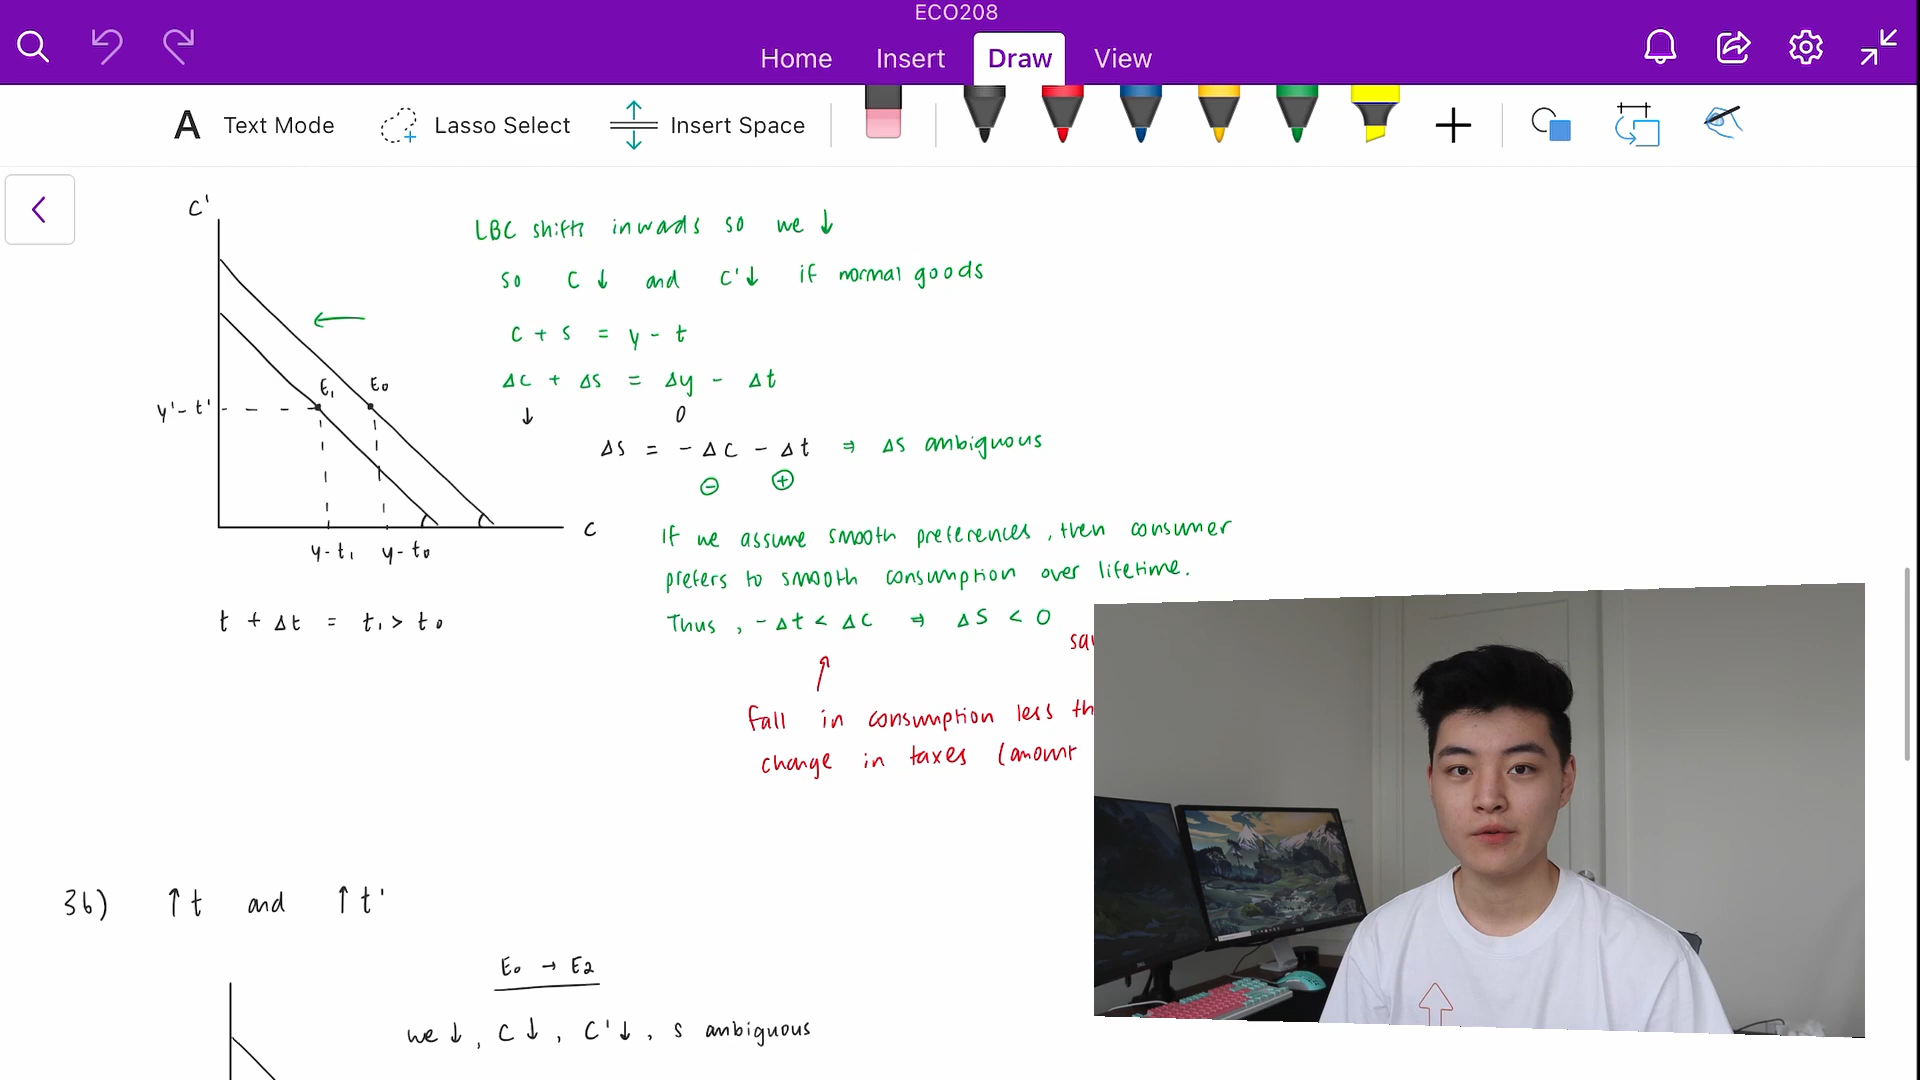 ECO208
Home Insert Draw View
Text Mode Lasso Select Insert Space
C'
LBC shifts inwads so we ↓
So C ↓ and C'↓ if normal goods
C + S = y - t
ΔC + ΔS = Δy - Δt
↓ 0
E₁ E₀
y'-t'
ΔS = -ΔC - Δt ⇒ ΔS ambiguous
⊖ ⊕
C
y-t₁ y-t₀
If we assume smooth preferences, then consumer
prefers to smooth consumption over lifetime.
t + Δt = t₁ > t₀
Thus, -Δt < ΔC ⇒ ΔS < 0
fall in consumption less
change in taxes (amount
3b) ↑t and ↑t'
E₀ → E₂
we ↓, C↓, C'↓, s ambiguous